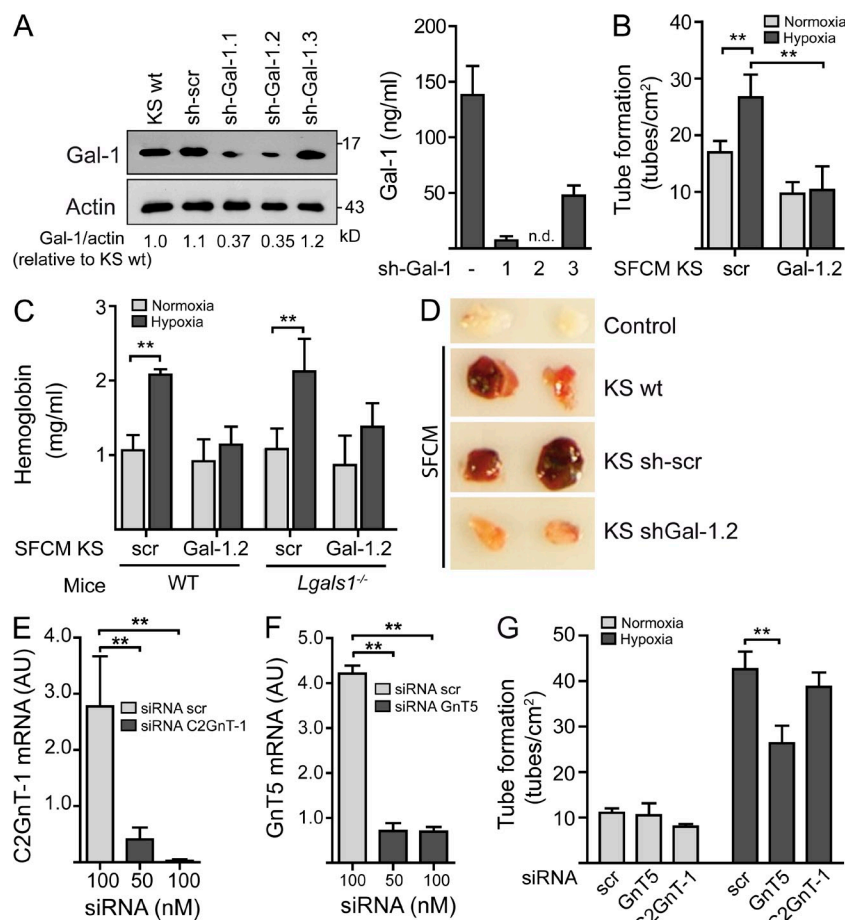 A
KS wt
sh-scr
sh-Gal-1.1
sh-Gal-1.2
sh-Gal-1.3
Gal-1
-17
Actin
-43
Gal-1/actin 1.0 1.1 0.37 0.35 1.2 kD
(relative to KS wt)
Gal-1 (ng/ml)
200
150
100
50
n.d.
sh-Gal-1 - 1 2 3
B
Normoxia
Hypoxia
Tube formation
(tubes/cm²)
40
30
20
10
**
**
SFCM KS scr Gal-1.2
C
Normoxia
Hypoxia
Hemoglobin
(mg/ml)
3
2
1
**
**
SFCM KS scr Gal-1.2 scr Gal-1.2
Mice WT Lgals1-/-
D
Control
SFCM
KS wt
KS sh-scr
KS shGal-1.2
E
C2GnT-1 mRNA (AU)
4.0
3.0
2.0
1.0
**
**
siRNA scr
siRNA C2GnT-1
100 50 100
siRNA (nM)
F
GnT5 mRNA (AU)
5.0
4.0
3.0
2.0
1.0
**
**
siRNA scr
siRNA GnT5
100 50 100
siRNA (nM)
G
Normoxia
Hypoxia
Tube formation
(tubes/cm²)
50
40
30
20
10
**
siRNA scr GnT5 C2GnT-1 scr GnT5 C2GnT-1